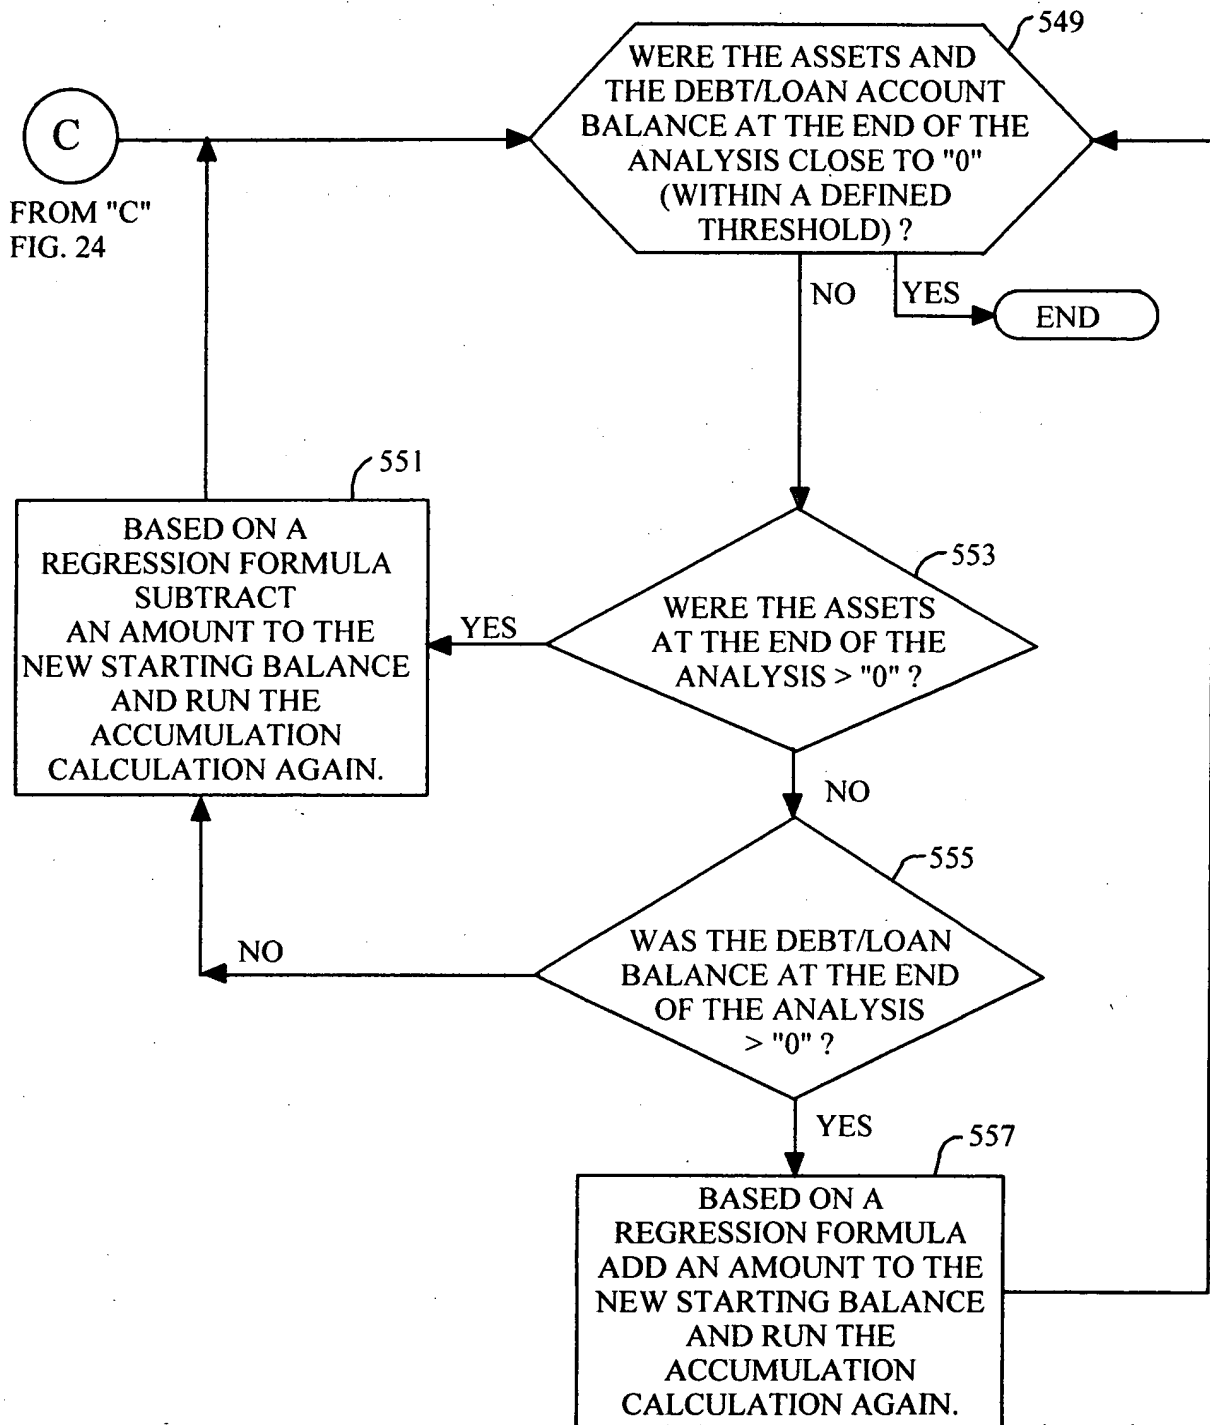 549
WERE THE ASSETS AND
THE DEBT/LOAN ACCOUNT
BALANCE AT THE END OF THE
ANALYSIS CLOSE TO "0"
(WITHIN A DEFINED
THRESHOLD) ?
C
FROM "C"
FIG. 24
NO
YES
END
551
BASED ON A
REGRESSION FORMULA
SUBTRACT
AN AMOUNT TO THE
NEW STARTING BALANCE
AND RUN THE
ACCUMULATION
CALCULATION AGAIN.
553
WERE THE ASSETS
AT THE END OF THE
ANALYSIS > "0" ?
YES
NO
555
WAS THE DEBT/LOAN
BALANCE AT THE END
OF THE ANALYSIS
> "0" ?
NO
YES
557
BASED ON A
REGRESSION FORMULA
ADD AN AMOUNT TO THE
NEW STARTING BALANCE
AND RUN THE
ACCUMULATION
CALCULATION AGAIN.